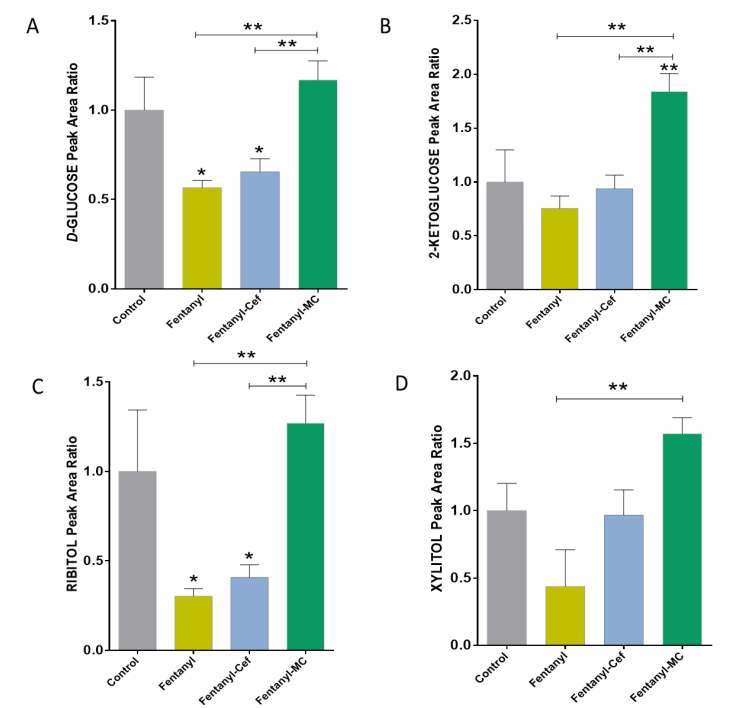 A
D-GLUCOSE Peak Area Ratio
1.5
1.0
0.5
0.0
**
**
*
*
Control
Fentanyl
Fentanyl-Cef
Fentanyl-MC
B
2-KETOGLUCOSE Peak Area Ratio
2.5
2.0
1.5
1.0
0.5
0.0
**
**
**
Control
Fentanyl
Fentanyl-Cef
Fentanyl-MC
C
RIBITOL Peak Area Ratio
1.5
1.0
0.5
0.0
**
**
*
*
Control
Fentanyl
Fentanyl-Cef
Fentanyl-MC
D
XYLITOL Peak Area Ratio
2.0
1.5
1.0
0.5
0.0
**
Control
Fentanyl
Fentanyl-Cef
Fentanyl-MC